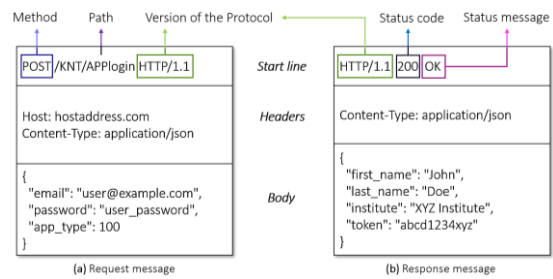 Method Path Version of the Protocol Status code Status message
POST /KNT/APPlogin HTTP/1.1 Start line HTTP/1.1 200 OK
Host: hostaddress.com
Content-Type: application/json
Headers
Content-Type: application/json
{
"email": "user@example.com",
"password": "user_password",
"app_type": 100
}
Body
{
"first_name": "John",
"last_name": "Doe",
"institute": "XYZ Institute",
"token": "abcd1234xyz"
}
(a) Request message
(b) Response message